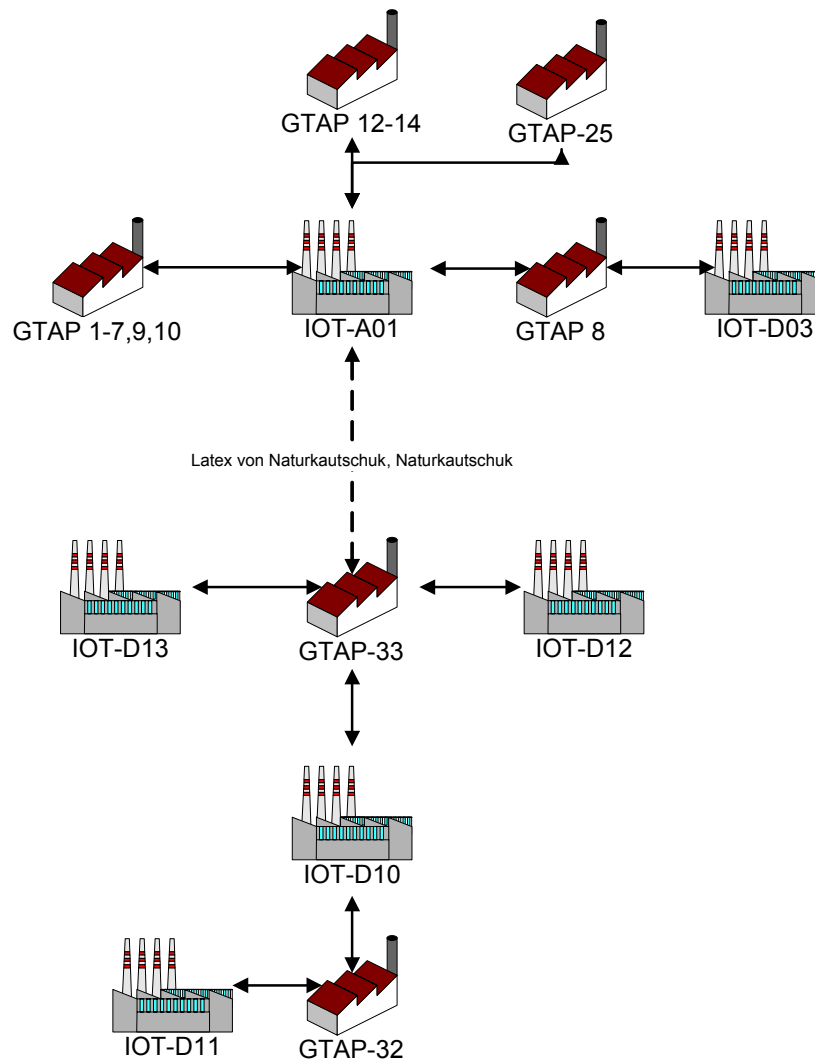 GTAP 12-14
GTAP-25
GTAP 1-7,9,10
IOT-A01
GTAP 8
IOT-D03
Latex von Naturkautschuk, Naturkautschuk
IOT-D13
GTAP-33
IOT-D12
IOT-D10
IOT-D11
GTAP-32